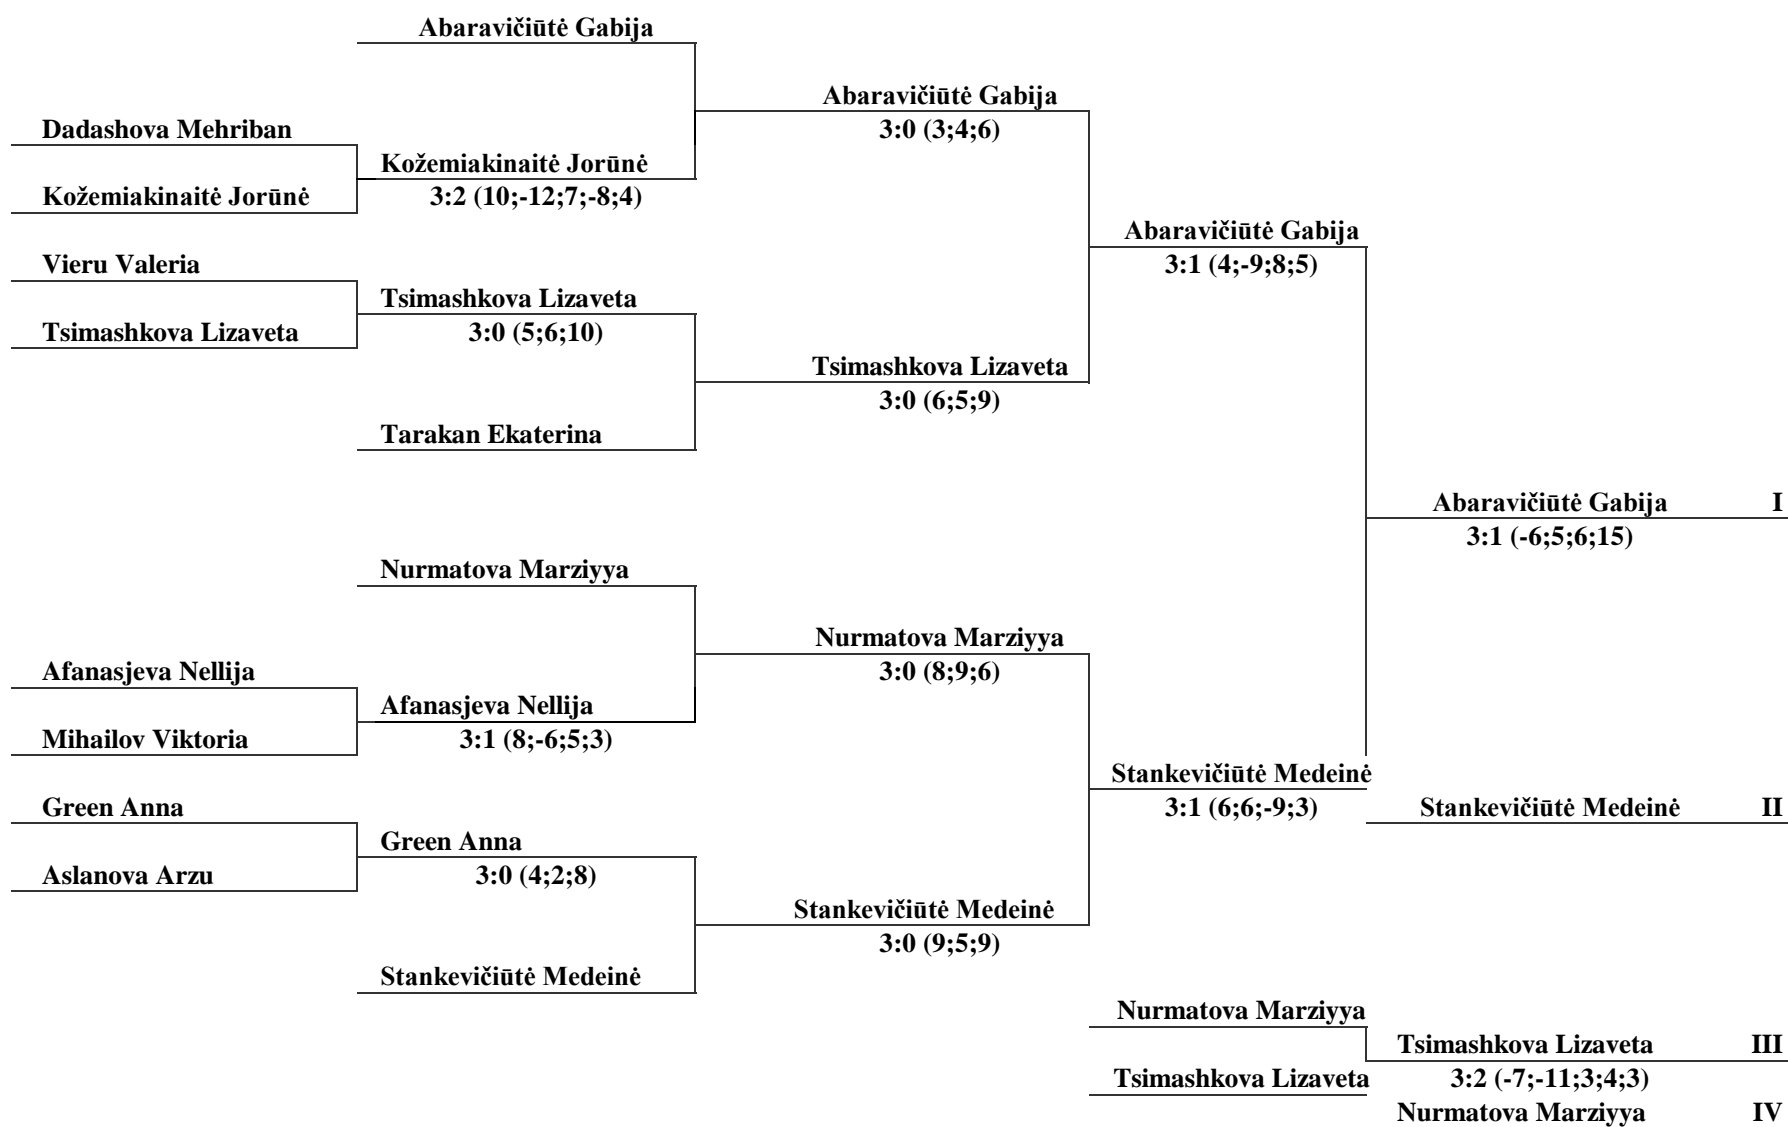 Abaravičiūtė Gabija
Abaravičiūtė Gabija
Dadashova Mehriban
3:0 (3;4;6)
Kožemiakinaitė Jorūnė
Kožemiakinaitė Jorūnė
3:2 (10;-12;7;-8;4)
Abaravičiūtė Gabija
Vieru Valeria
3:1 (4;-9;8;5)
Tsimashkova Lizaveta
Tsimashkova Lizaveta
3:0 (5;6;10)
Tsimashkova Lizaveta
3:0 (6;5;9)
Tarakan Ekaterina
Abaravičiūtė Gabija I
3:1 (-6;5;6;15)
Nurmatova Marziyya
Nurmatova Marziyya
Afanasjeva Nellija
3:0 (8;9;6)
Afanasjeva Nellija
Mihailov Viktoria
3:1 (8;-6;5;3)
Stankevičiūtė Medeinė
Green Anna
3:1 (6;6;-9;3)
Stankevičiūtė Medeinė II
Green Anna
Aslanova Arzu
3:0 (4;2;8)
Stankevičiūtė Medeinė
3:0 (9;5;9)
Stankevičiūtė Medeinė
Nurmatova Marziyya
Tsimashkova Lizaveta III
Tsimashkova Lizaveta
3:2 (-7;-11;3;4;3)
Nurmatova Marziyya IV